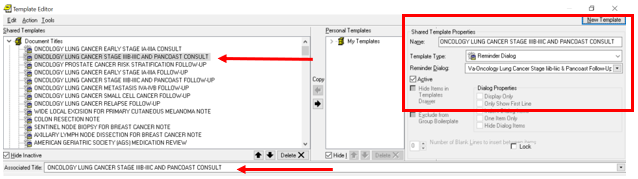 Template Editor
Edit Action Tools
New Template
Shared Templates
Personal Templates
Shared Template Properties
Document Titles
ONCOLOGY LUNG CANCER EARLY STAGE IA-IIIA CONSULT
ONCOLOGY LUNG CANCER STAGE IIIB-IIIC AND PANCOAST CONSULT
ONCOLOGY PROSTATE CANCER RISK STRATIFICATION FOLLOW-UP
ONCOLOGY LUNG CANCER EARLY STAGE IA-IIIA FOLLOW-UP
ONCOLOGY LUNG CANCER STAGE IIIB-IIIC AND PANCOAST FOLLOW-UP
ONCOLOGY LUNG CANCER METASTASIS IVA-IVB FOLLOW-UP
ONCOLOGY LUNG CANCER SMALL CELL CANCER FOLLOW-UP
ONCOLOGY LUNG CANCER RELAPSE FOLLOW-UP
WIDE LOCAL EXCISION FOR PRIMARY CUTANEOUS MELANOMA NOTE
COLON RESECTION NOTE
SENTINEL NODE BIOPSY FOR BREAST CANCER NOTE
AXILLARY LYMPH NODE DISSECTION FOR BREAST CANCER NOTE
AMERICAN GERIATRIC SOCIETY (AGS) MEDICATION REVIEW
My Templates
Copy
Name: ONCOLOGY LUNG CANCER STAGE IIIB-IIIC AND PANCOAST CONSULT
Template Type: Reminder Dialog
Reminder Dialog: Va-Oncology Lung Cancer Stage Iiib-Iiic & Pancoast Follow-Up
Active
Hide Items in Templates Drawer
Dialog Properties
Display Only
Only Show First Line
Exclude from Group Boilerplate
One Item Only
Hide Dialog Items
0 Number of Blank Lines to insert between items
Lock
Hide Inactive
Delete
Hide I
Delete
Associated Title: ONCOLOGY LUNG CANCER STAGE IIIB-IIIC AND PANCOAST CONSULT